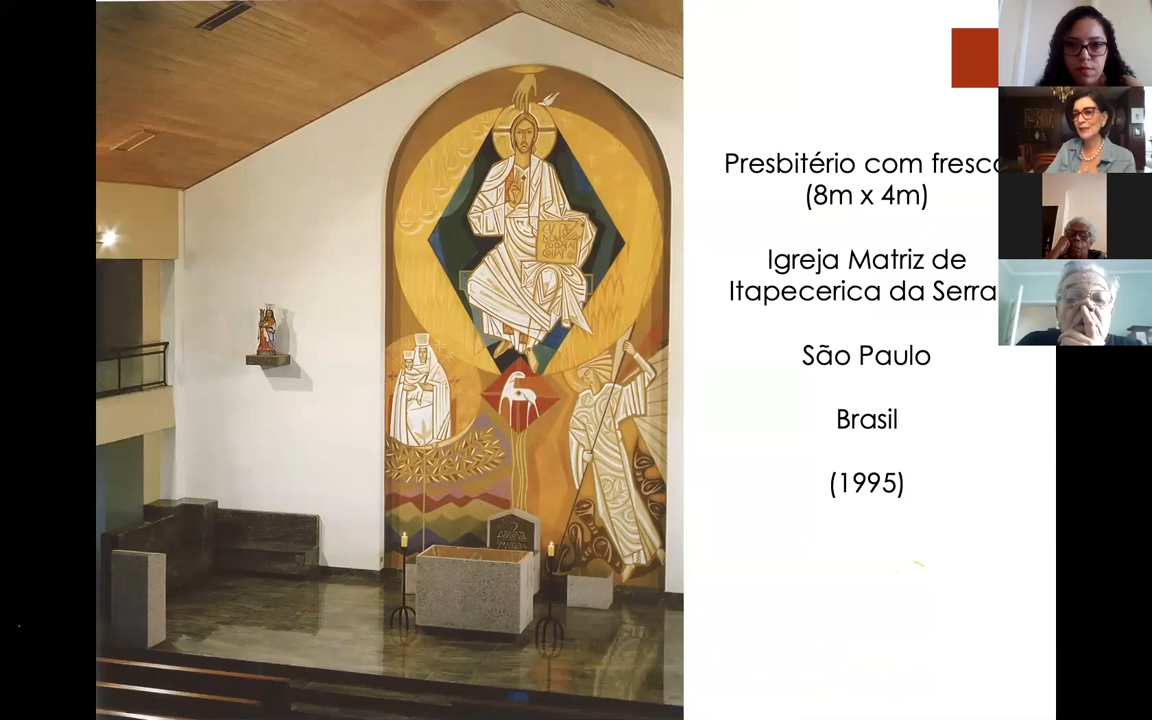 Presbitério com fresco
(8m x 4m)
Igreja Matriz de
Itapecerica da Serra
São Paulo
Brasil
(1995)